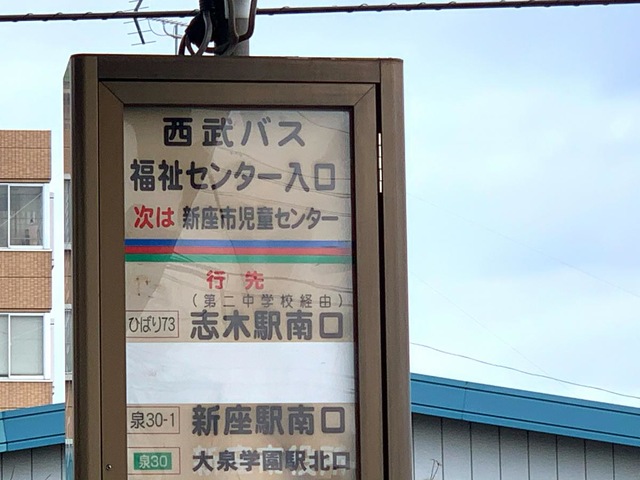 西武バス
福祉センター入口
次は 新座市児童センター
行先
(第二中学校経由)
ひばり73 志木駅南口
泉30-1 新座駅南口
泉30 大泉学園駅北口